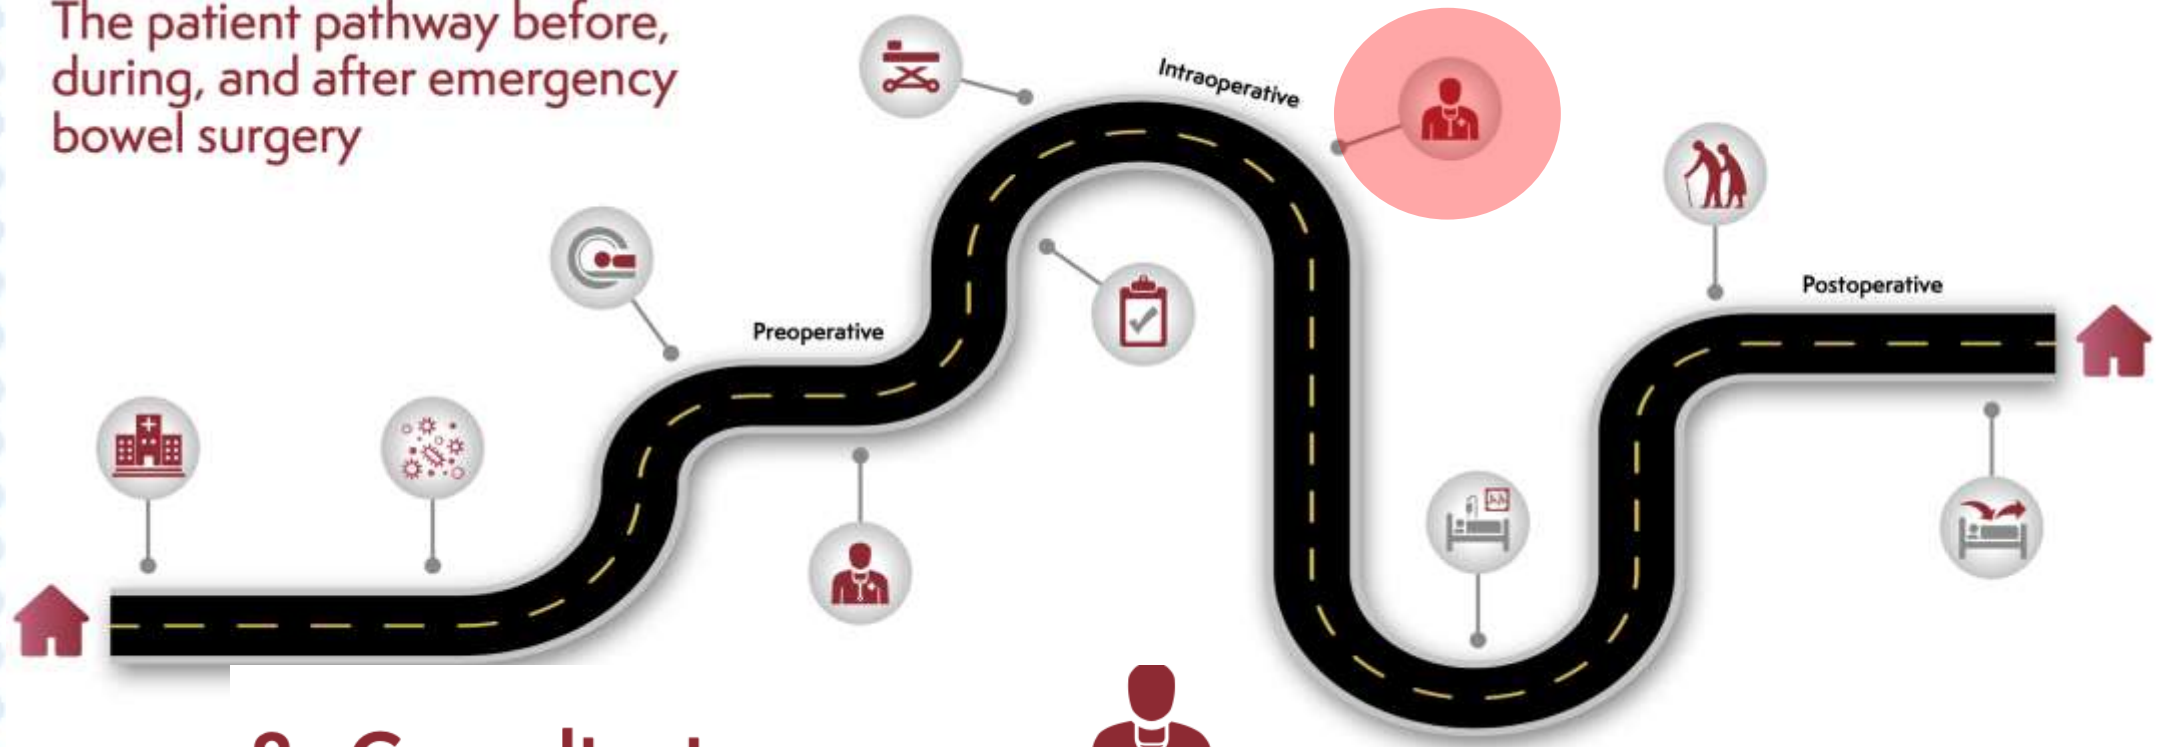 The patient pathway before,
during, and after emergency
bowel surgery
Intraoperative
Preoperative
Postoperative